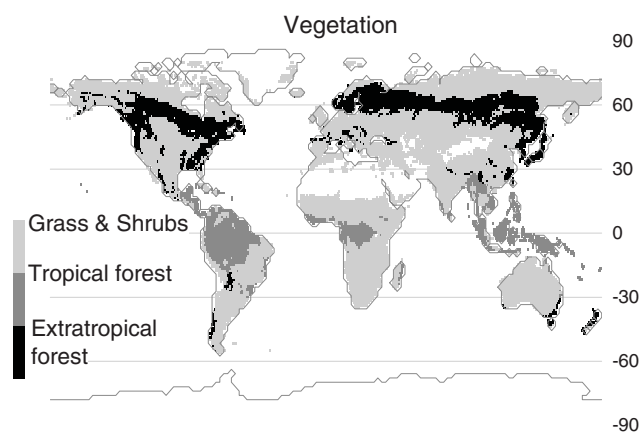 Vegetation
90
60
30
0
-30
-60
-90
Grass & Shrubs
Tropical forest
Extratropical
forest